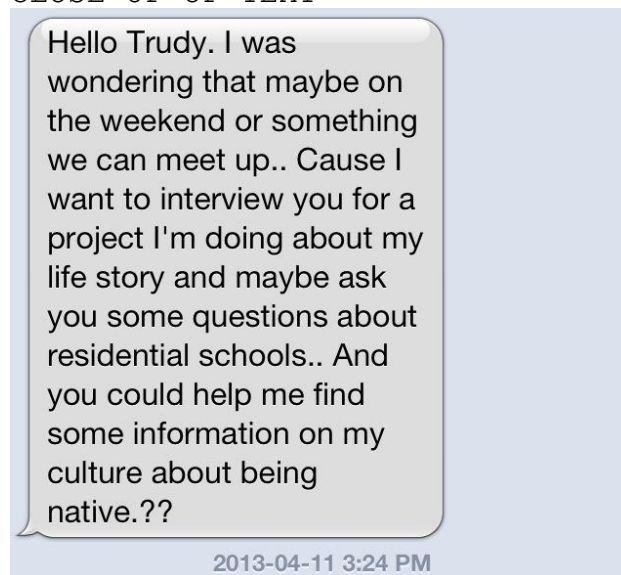 Hello Trudy. I was
wondering that maybe on
the weekend or something
we can meet up.. Cause I
want to interview you for a
project I'm doing about my
life story and maybe ask
you some questions about
residential schools.. And
you could help me find
some information on my
culture about being
native.??
2013-04-11 3:24 PM